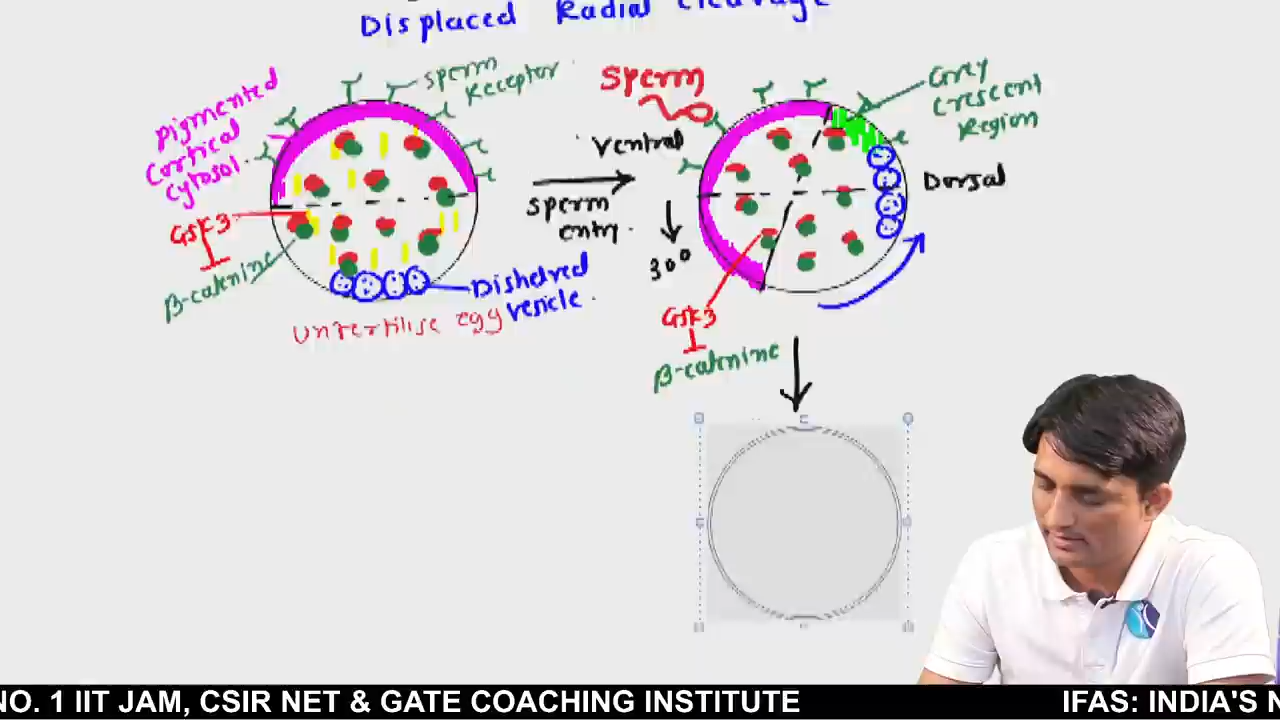 Displaced Radial Cleavage
Pigmented
Cortical
Cytosol
sperm
Receptor
GSK3
β-catenine
Dishelved
vesicle
Unfertilise egg
sperm
entry
Sperm
Ventral
30°
Grey
Crescent
Region
Dorsal
GSK3
β-catenine
NO. 1 IIT JAM, CSIR NET & GATE COACHING INSTITUTE
IFAS: INDIA'S N